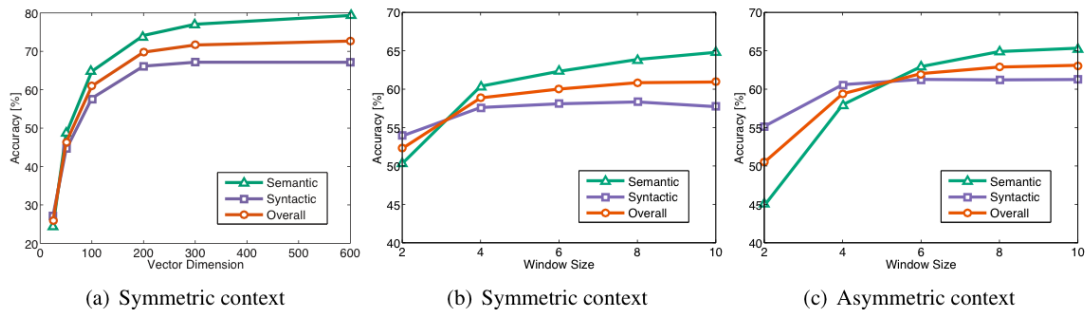 80
70
60
50
40
30
20
0
100
200
300
400
500
600
Accuracy [%]
Vector Dimension
Semantic
Syntactic
Overall
(a) Symmetric context
70
65
60
55
50
45
40
2
4
6
8
10
Accuracy [%]
Window Size
Semantic
Syntactic
Overall
(b) Symmetric context
70
65
60
55
50
45
40
2
4
6
8
10
Accuracy [%]
Window Size
Semantic
Syntactic
Overall
(c) Asymmetric context